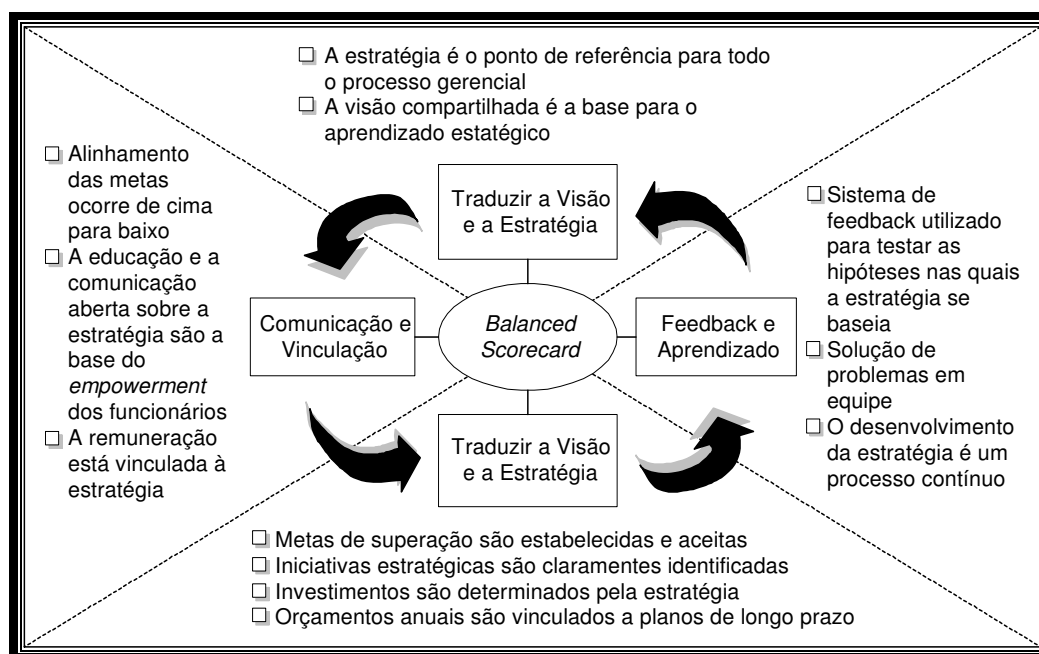 A estratégia é o ponto de referência para todo
o processo gerencial
A visão compartilhada é a base para o
aprendizado estatégico
Alinhamento
das metas
ocorre de cima
para baixo
A educação e a
comunicação
aberta sobre a
estratégia são a
base do
empowerment
dos funcionários
A remuneração
está vinculada à
estratégia
Traduzir a Visão
e a Estratégia
Comunicação e
Vinculação
Balanced
Scorecard
Feedback e
Aprendizado
Traduzir a Visão
e a Estratégia
Sistema de
feedback utilizado
para testar as
hipóteses nas quais
a estratégia se
baseia
Solução de
problemas em
equipe
O desenvolvimento
da estratégia é um
processo contínuo
Metas de superação são estabelecidas e aceitas
Iniciativas estratégicas são claramentes identificadas
Investimentos são determinados pela estratégia
Orçamentos anuais são vinculados a planos de longo prazo